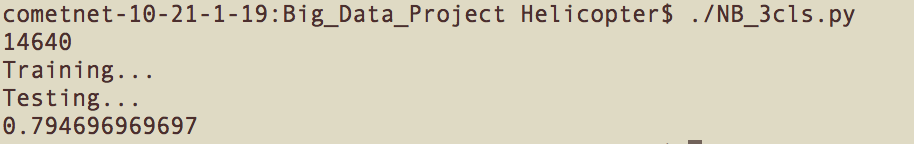 cometnet-10-21-1-19:Big_Data_Project Helicopter$ ./NB_3cls.py
14640
Training...
Testing...
0.794696969697